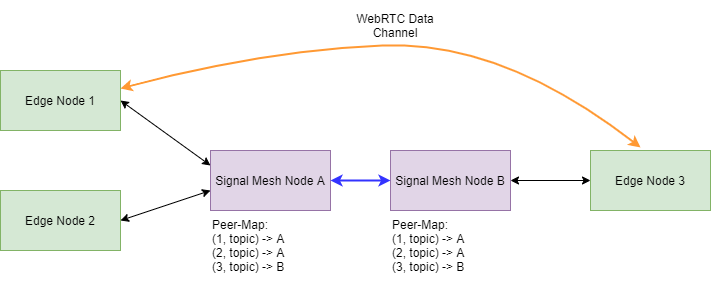 WebRTC Data
Channel
Edge Node 1
Signal Mesh Node A
Signal Mesh Node B
Edge Node 3
Edge Node 2
Peer-Map:
(1, topic) -> A
(2, topic) -> A
(3, topic) -> B
Peer-Map:
(1, topic) -> A
(2, topic) -> A
(3, topic) -> B